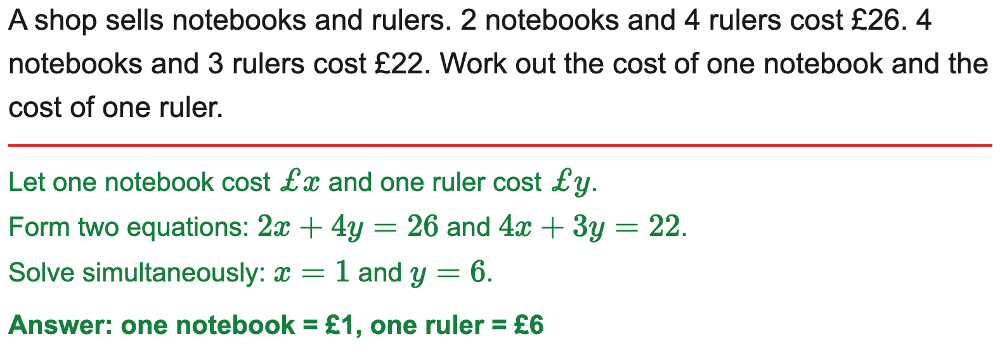 A shop sells notebooks and rulers. 2 notebooks and 4 rulers cost £26. 4
notebooks and 3 rulers cost £22. Work out the cost of one notebook and the
cost of one ruler.
Let one notebook cost £x and one ruler cost £y.
Form two equations: 2x + 4y = 26 and 4x + 3y = 22.
Solve simultaneously: x = 1 and y = 6.
Answer: one notebook = £1, one ruler = £6